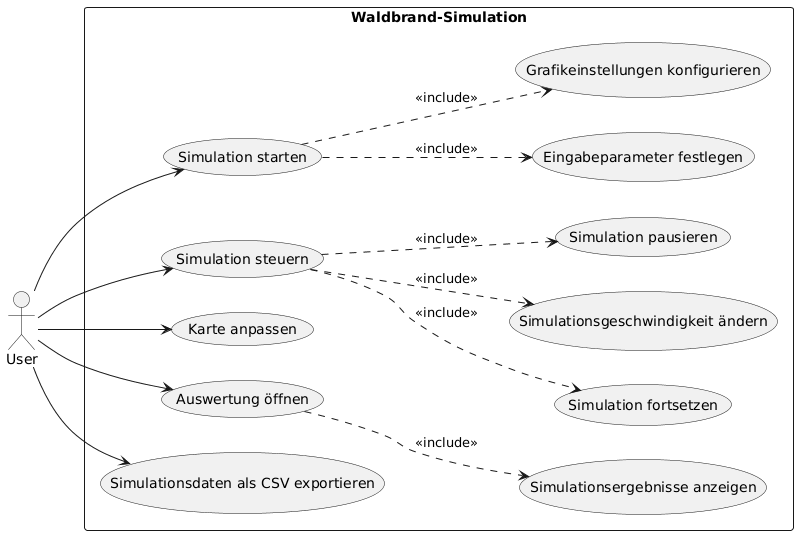 Waldbrand-Simulation
Grafikeinstellungen konfigurieren
«include»
Simulation starten
«include»
Eingabeparameter festlegen
Simulation steuern
«include»
Simulation pausieren
«include»
Simulationsgeschwindigkeit ändern
«include»
Karte anpassen
User
Auswertung öffnen
Simulation fortsetzen
«include»
Simulationsdaten als CSV exportieren
Simulationsergebnisse anzeigen